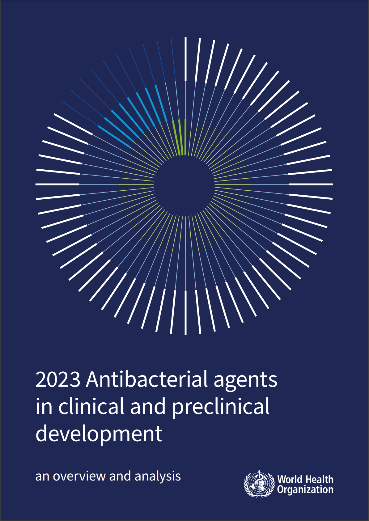 2023 Antibacterial agents
in clinical and preclinical
development
an overview and analysis
World Health
Organization